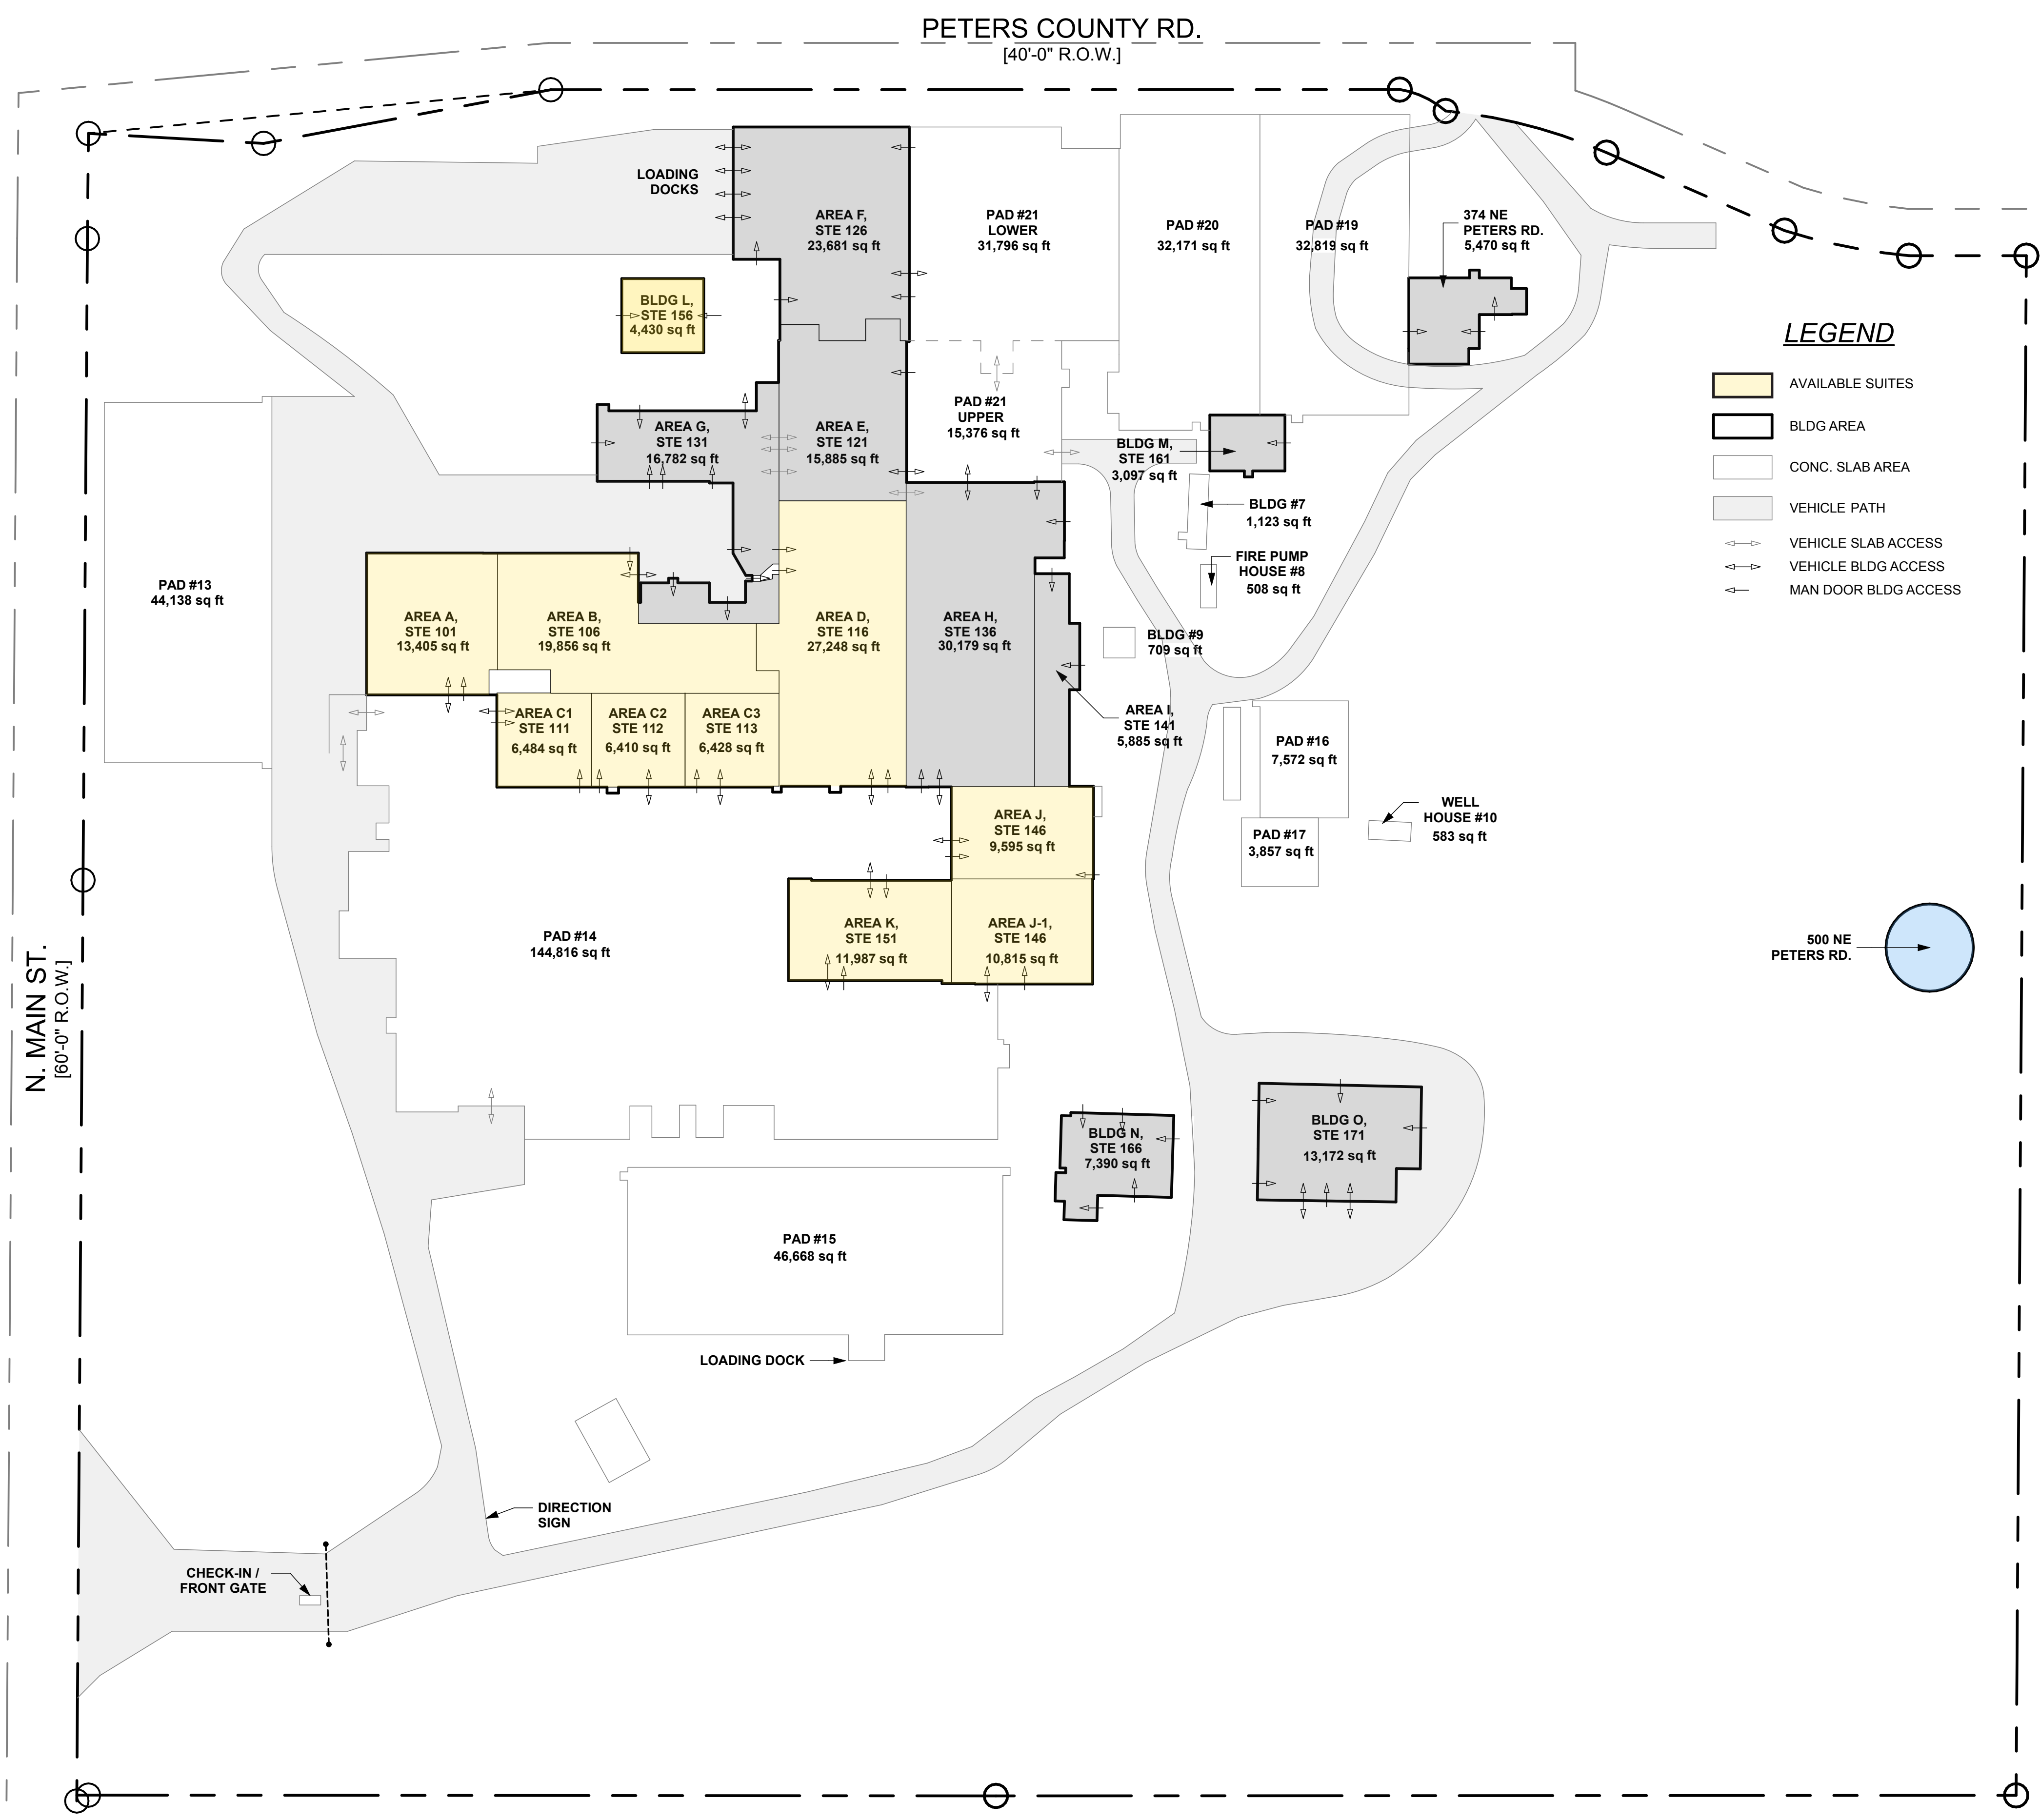 PETERS COUNTY RD.
[40'-0" R.O.W.]
LOADING
DOCKS
AREA F,
STE 126
23,681 sq ft
PAD #21
LOWER
31,796 sq ft
PAD #20
32,171 sq ft
PAD #19
32,819 sq ft
374 NE
PETERS RD.
5,470 sq ft
BLDG L,
STE 156
4,430 sq ft
LEGEND
AVAILABLE SUITES
BLDG AREA
CONC. SLAB AREA
VEHICLE PATH
VEHICLE SLAB ACCESS
VEHICLE BLDG ACCESS
MAN DOOR BLDG ACCESS
AREA G,
STE 131
16,782 sq ft
AREA E,
STE 121
15,885 sq ft
PAD #21
UPPER
15,376 sq ft
BLDG M,
STE 161
3,097 sq ft
BLDG #7
1,123 sq ft
FIRE PUMP
HOUSE #8
508 sq ft
PAD #13
44,138 sq ft
AREA A,
STE 101
13,405 sq ft
AREA B,
STE 106
19,856 sq ft
AREA D,
STE 116
27,248 sq ft
AREA H,
STE 136
30,179 sq ft
BLDG #9
709 sq ft
AREA C1
STE 111
6,484 sq ft
AREA C2
STE 112
6,410 sq ft
AREA C3
STE 113
6,428 sq ft
AREA I,
STE 141
5,885 sq ft
PAD #16
7,572 sq ft
WELL
HOUSE #10
583 sq ft
PAD #17
3,857 sq ft
AREA J,
STE 146
9,595 sq ft
PAD #14
144,816 sq ft
AREA K,
STE 151
11,987 sq ft
AREA J-1,
STE 146
10,815 sq ft
500 NE
PETERS RD.
N. MAIN ST.
[60'-0" R.O.W.]
BLDG N,
STE 166
7,390 sq ft
BLDG O,
STE 171
13,172 sq ft
PAD #15
46,668 sq ft
LOADING DOCK
DIRECTION
SIGN
CHECK-IN /
FRONT GATE